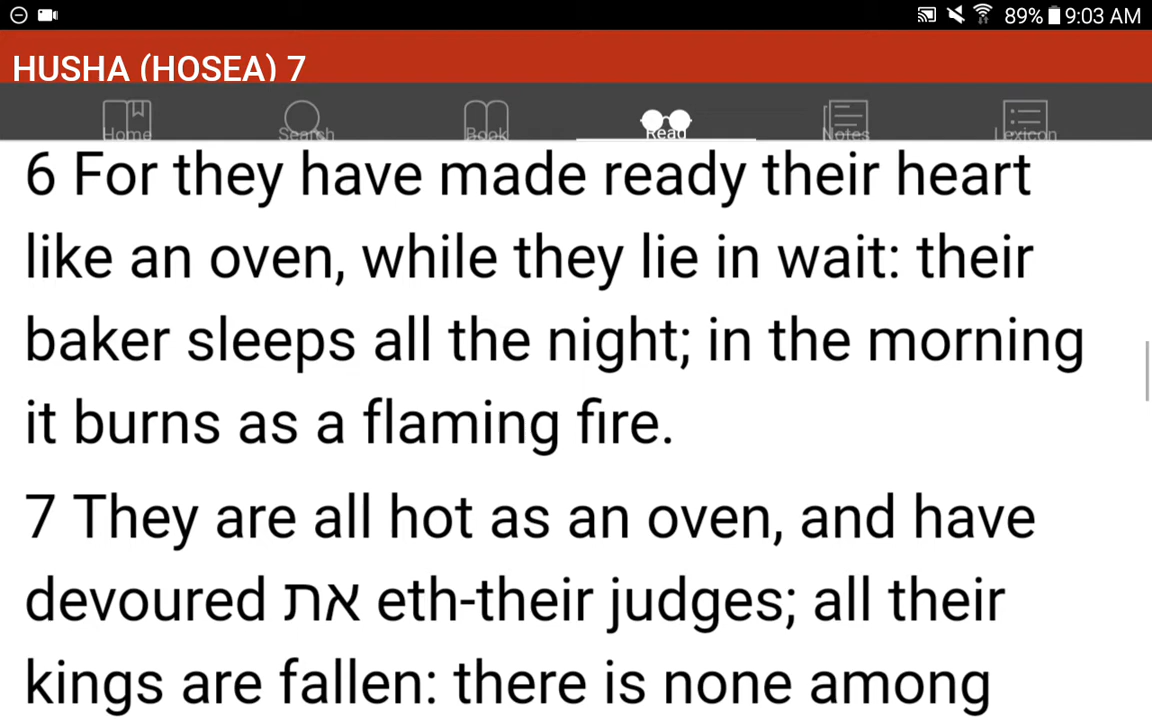 89% 9:03 AM
HUSHA (HOSEA) 7
Home Search Book Read Notes Lexicon
6 For they have made ready their heart
like an oven, while they lie in wait: their
baker sleeps all the night; in the morning
it burns as a flaming fire.
7 They are all hot as an oven, and have
devoured את eth-their judges; all their
kings are fallen: there is none among